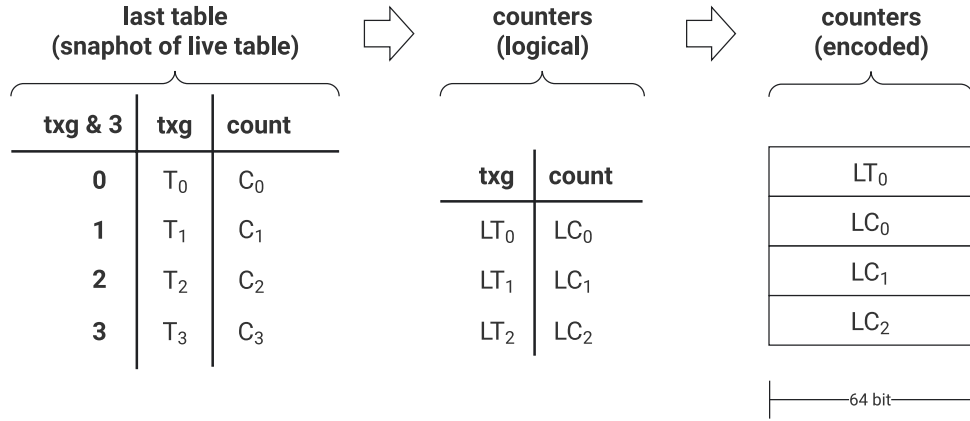 last table
(snaphot of live table)
counters
(logical)
counters
(encoded)
txg & 3 txg count
0 T₀ C₀
1 T₁ C₁
2 T₂ C₂
3 T₃ C₃
txg count
LT₀ LC₀
LT₁ LC₁
LT₂ LC₂
LT₀
LC₀
LC₁
LC₂
64 bit